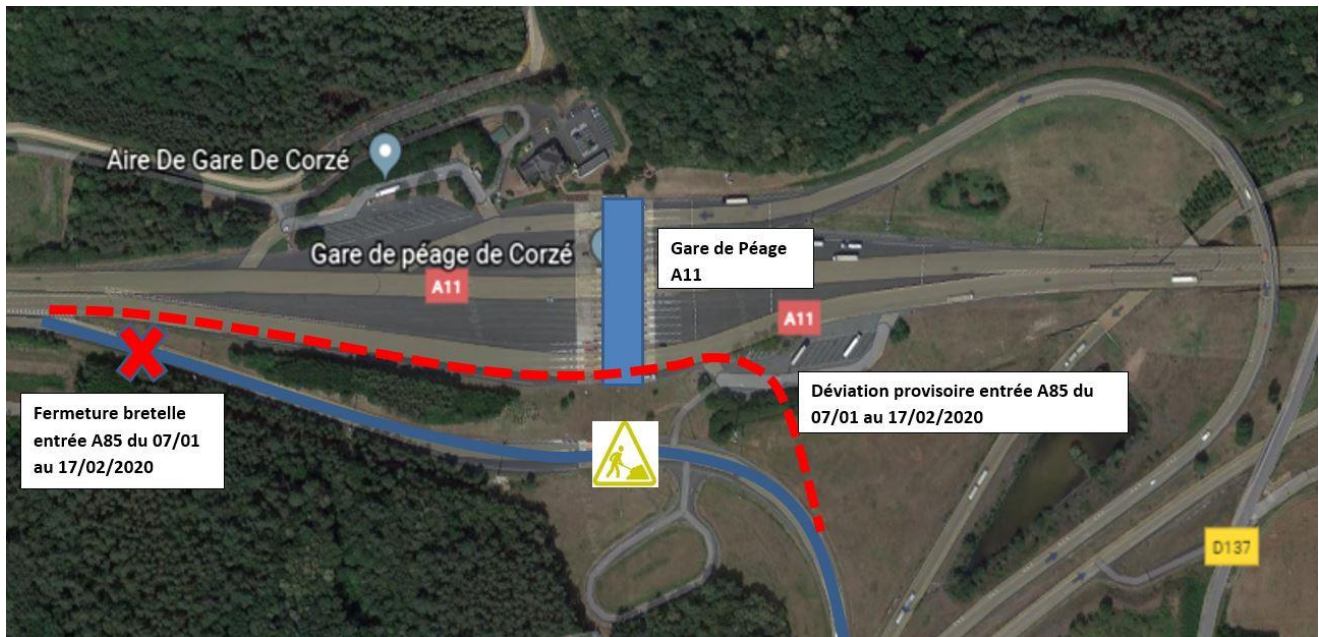 Aire De Gare De Corzé
Gare de péage de Corzé
A11
Gare de Péage
A11
A11
Fermeture bretelle
entrée A85 du 07/01
au 17/02/2020
Déviation provisoire entrée A85 du
07/01 au 17/02/2020
D137